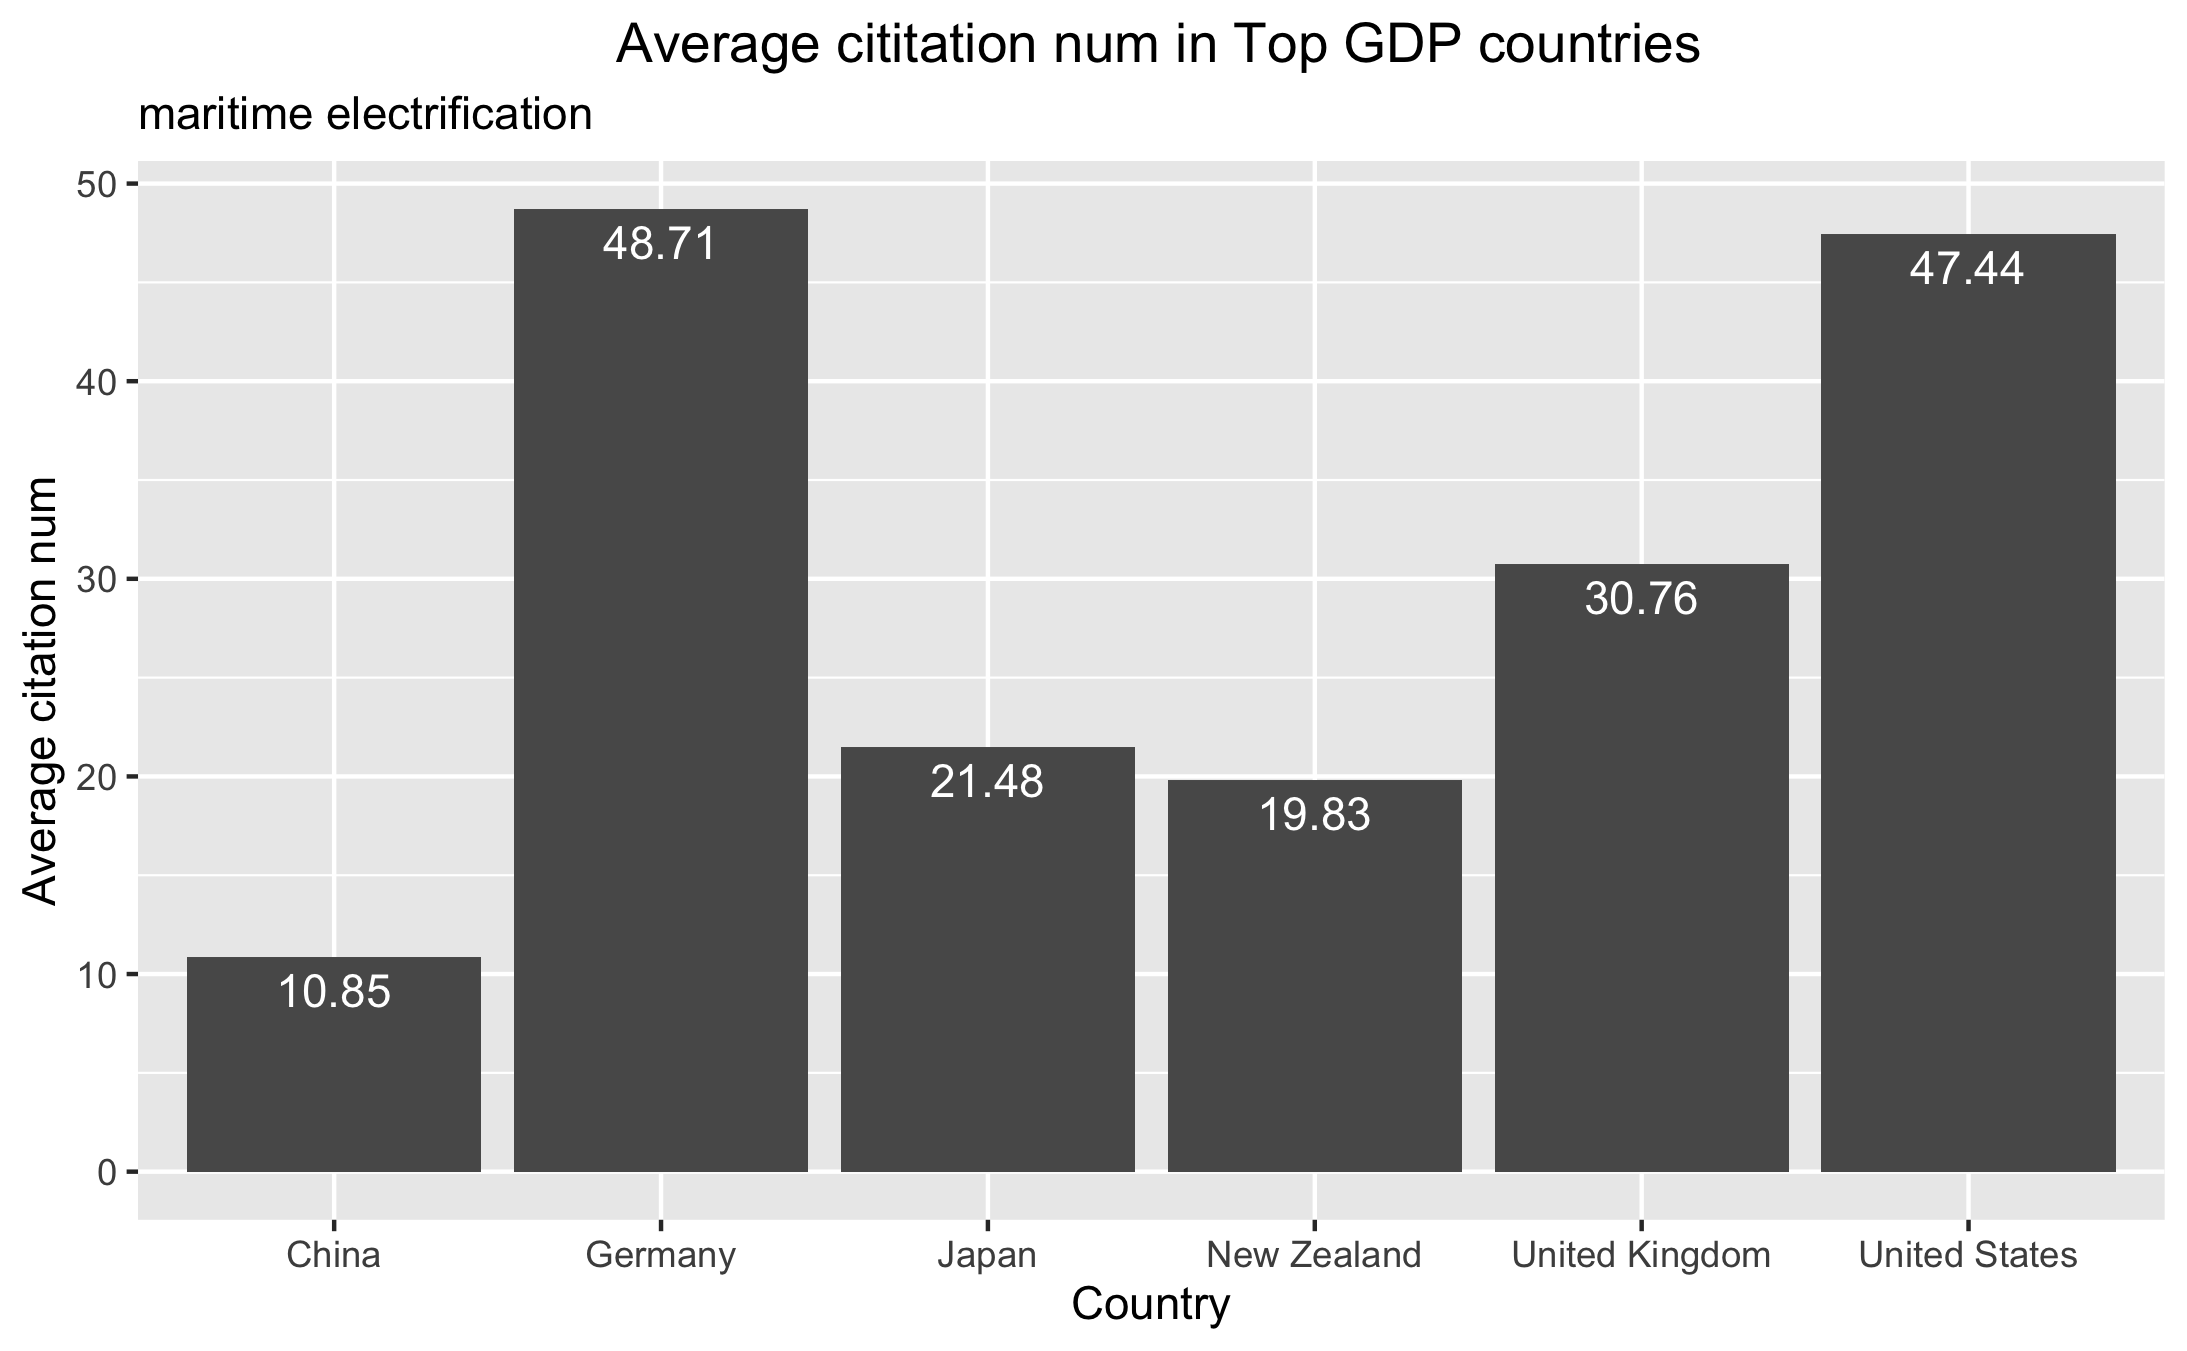 Average cititation num in Top GDP countries
maritime electrification
Average citation num
50
40
30
20
10
0
10.85
48.71
21.48
19.83
30.76
47.44
China
Germany
Japan
New Zealand
United Kingdom
United States
Country